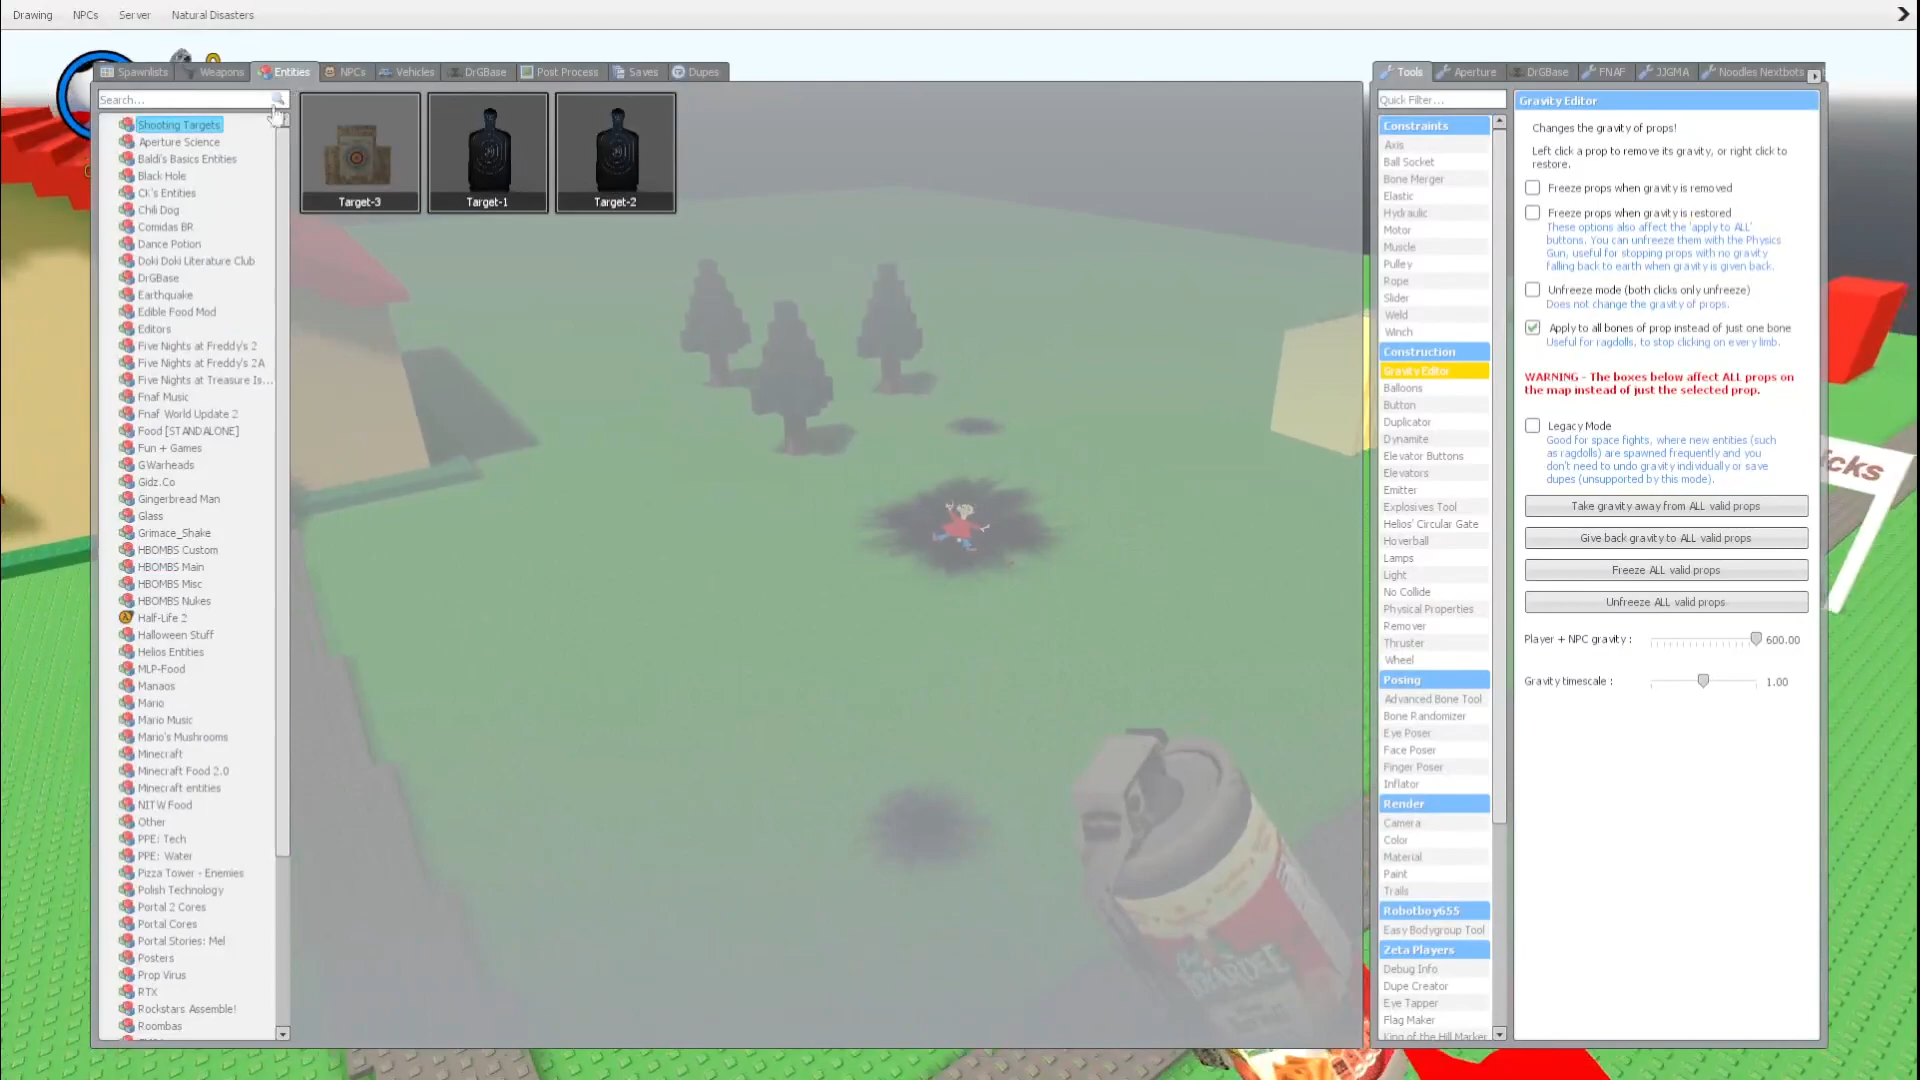 Drawing NPCs Server Natural Disasters
Spawnlists Weapons Entities NPCs Vehicles DrGBase Post Process Saves Dupes
Search...
Shooting Targets
Aperture Science
Baldi's Basics Entities
Black Hole
CK's Entities
Chili Dog
Comidas BR
Dance Potion
Doki Doki Literature Club
DrGBase
Earthquake
Edible Food Mod
Editors
Five Nights at Freddy's 2
Five Nights at Freddy's 2A
Five Nights at Treasure Is...
Fnaf Music
Fnaf World Update 2
Food [STANDALONE]
Fun + Games
GWarheads
Gidz.Co
Gingerbread Man
Glass
Grimace_Shake
HBOMBS Custom
HBOMBS Main
HBOMBS Misc
HBOMBS Nukes
Half-Life 2
Halloween Stuff
Helios Entities
MLP-Food
Manaos
Mario
Mario Music
Mario's Mushrooms
Minecraft
Minecraft Food 2.0
Minecraft entities
NITW Food
Other
PPE: Tech
PPE: Water
Pizza Tower - Enemies
Polish Technology
Portal 2 Cores
Portal Cores
Portal Stories: Mel
Posters
Prop Virus
RTX
Rockstars Assemble!
Roombas
Target-3
Target-1
Target-2
Tools Aperture DrGBase FNAF JJGMA Noodles Nextbots
Quick Filter...
Constraints
Axis
Ball Socket
Bone Merger
Elastic
Hydraulic
Motor
Muscle
Pulley
Rope
Slider
Weld
Winch
Construction
Gravity Editor
Balloons
Button
Duplicator
Dynamite
Elevator Buttons
Elevators
Emitter
Explosives Tool
Helios' Circular Gate
Hoverball
Lamps
Light
No Collide
Physical Properties
Remover
Thruster
Wheel
Posing
Advanced Bone Tool
Bone Randomizer
Eye Poser
Face Poser
Finger Poser
Inflator
Render
Camera
Color
Material
Paint
Trails
Robotboy655
Easy Bodygroup Tool
Zeta Players
Debug Info
Dupe Creator
Eye Tapper
Flag Maker
King of the Hill Marker
Gravity Editor
Changes the gravity of props!
Left click a prop to remove its gravity, or right click to
restore.
Freeze props when gravity is removed
Freeze props when gravity is restored
These options also affect the 'apply to ALL'
buttons. You can unfreeze them with the Physics
Gun, useful for stopping props with no gravity
falling back to earth when gravity is given back.
Unfreeze mode (both clicks only unfreeze)
Does not change the gravity of props.
Apply to all bones of prop instead of just one bone
Useful for ragdolls, to stop clicking on every limb.
WARNING - The boxes below affect ALL props on
the map instead of just the selected prop.
Legacy Mode
Good for space fights, where new entities (such
as ragdolls) are spawned frequently and you
don't need to undo gravity individually or save
dupes (unsupported by this mode).
Take gravity away from ALL valid props
Give back gravity to ALL valid props
Freeze ALL valid props
Unfreeze ALL valid props
Player + NPC gravity : 600.00
Gravity timescale : 1.00
icks